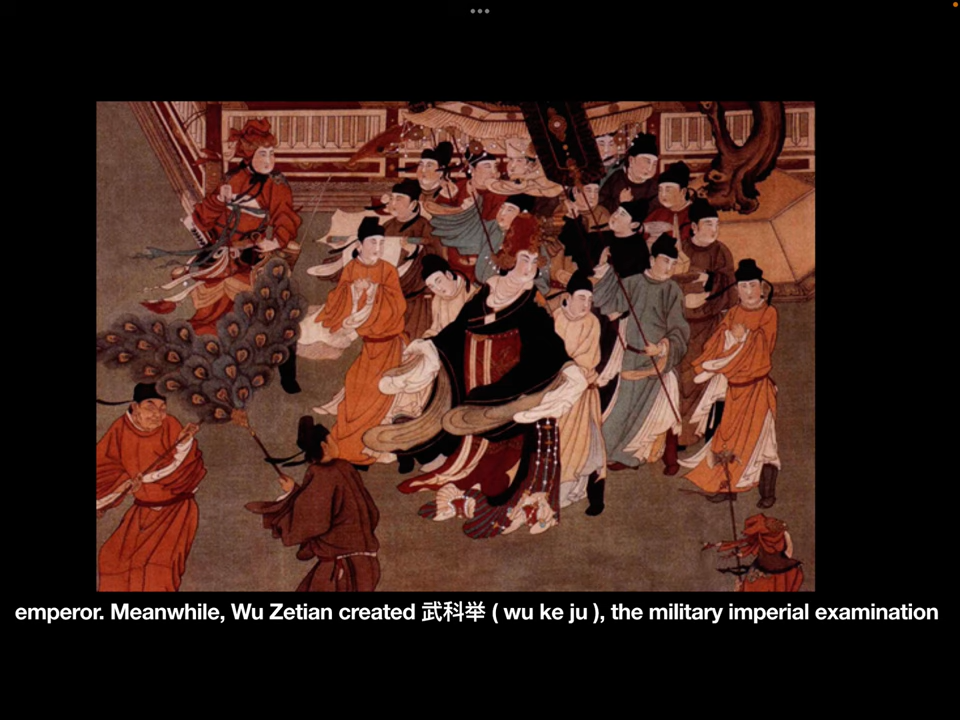 emperor. Meanwhile, Wu Zetian created 武科举 ( wu ke ju ), the military imperial examination